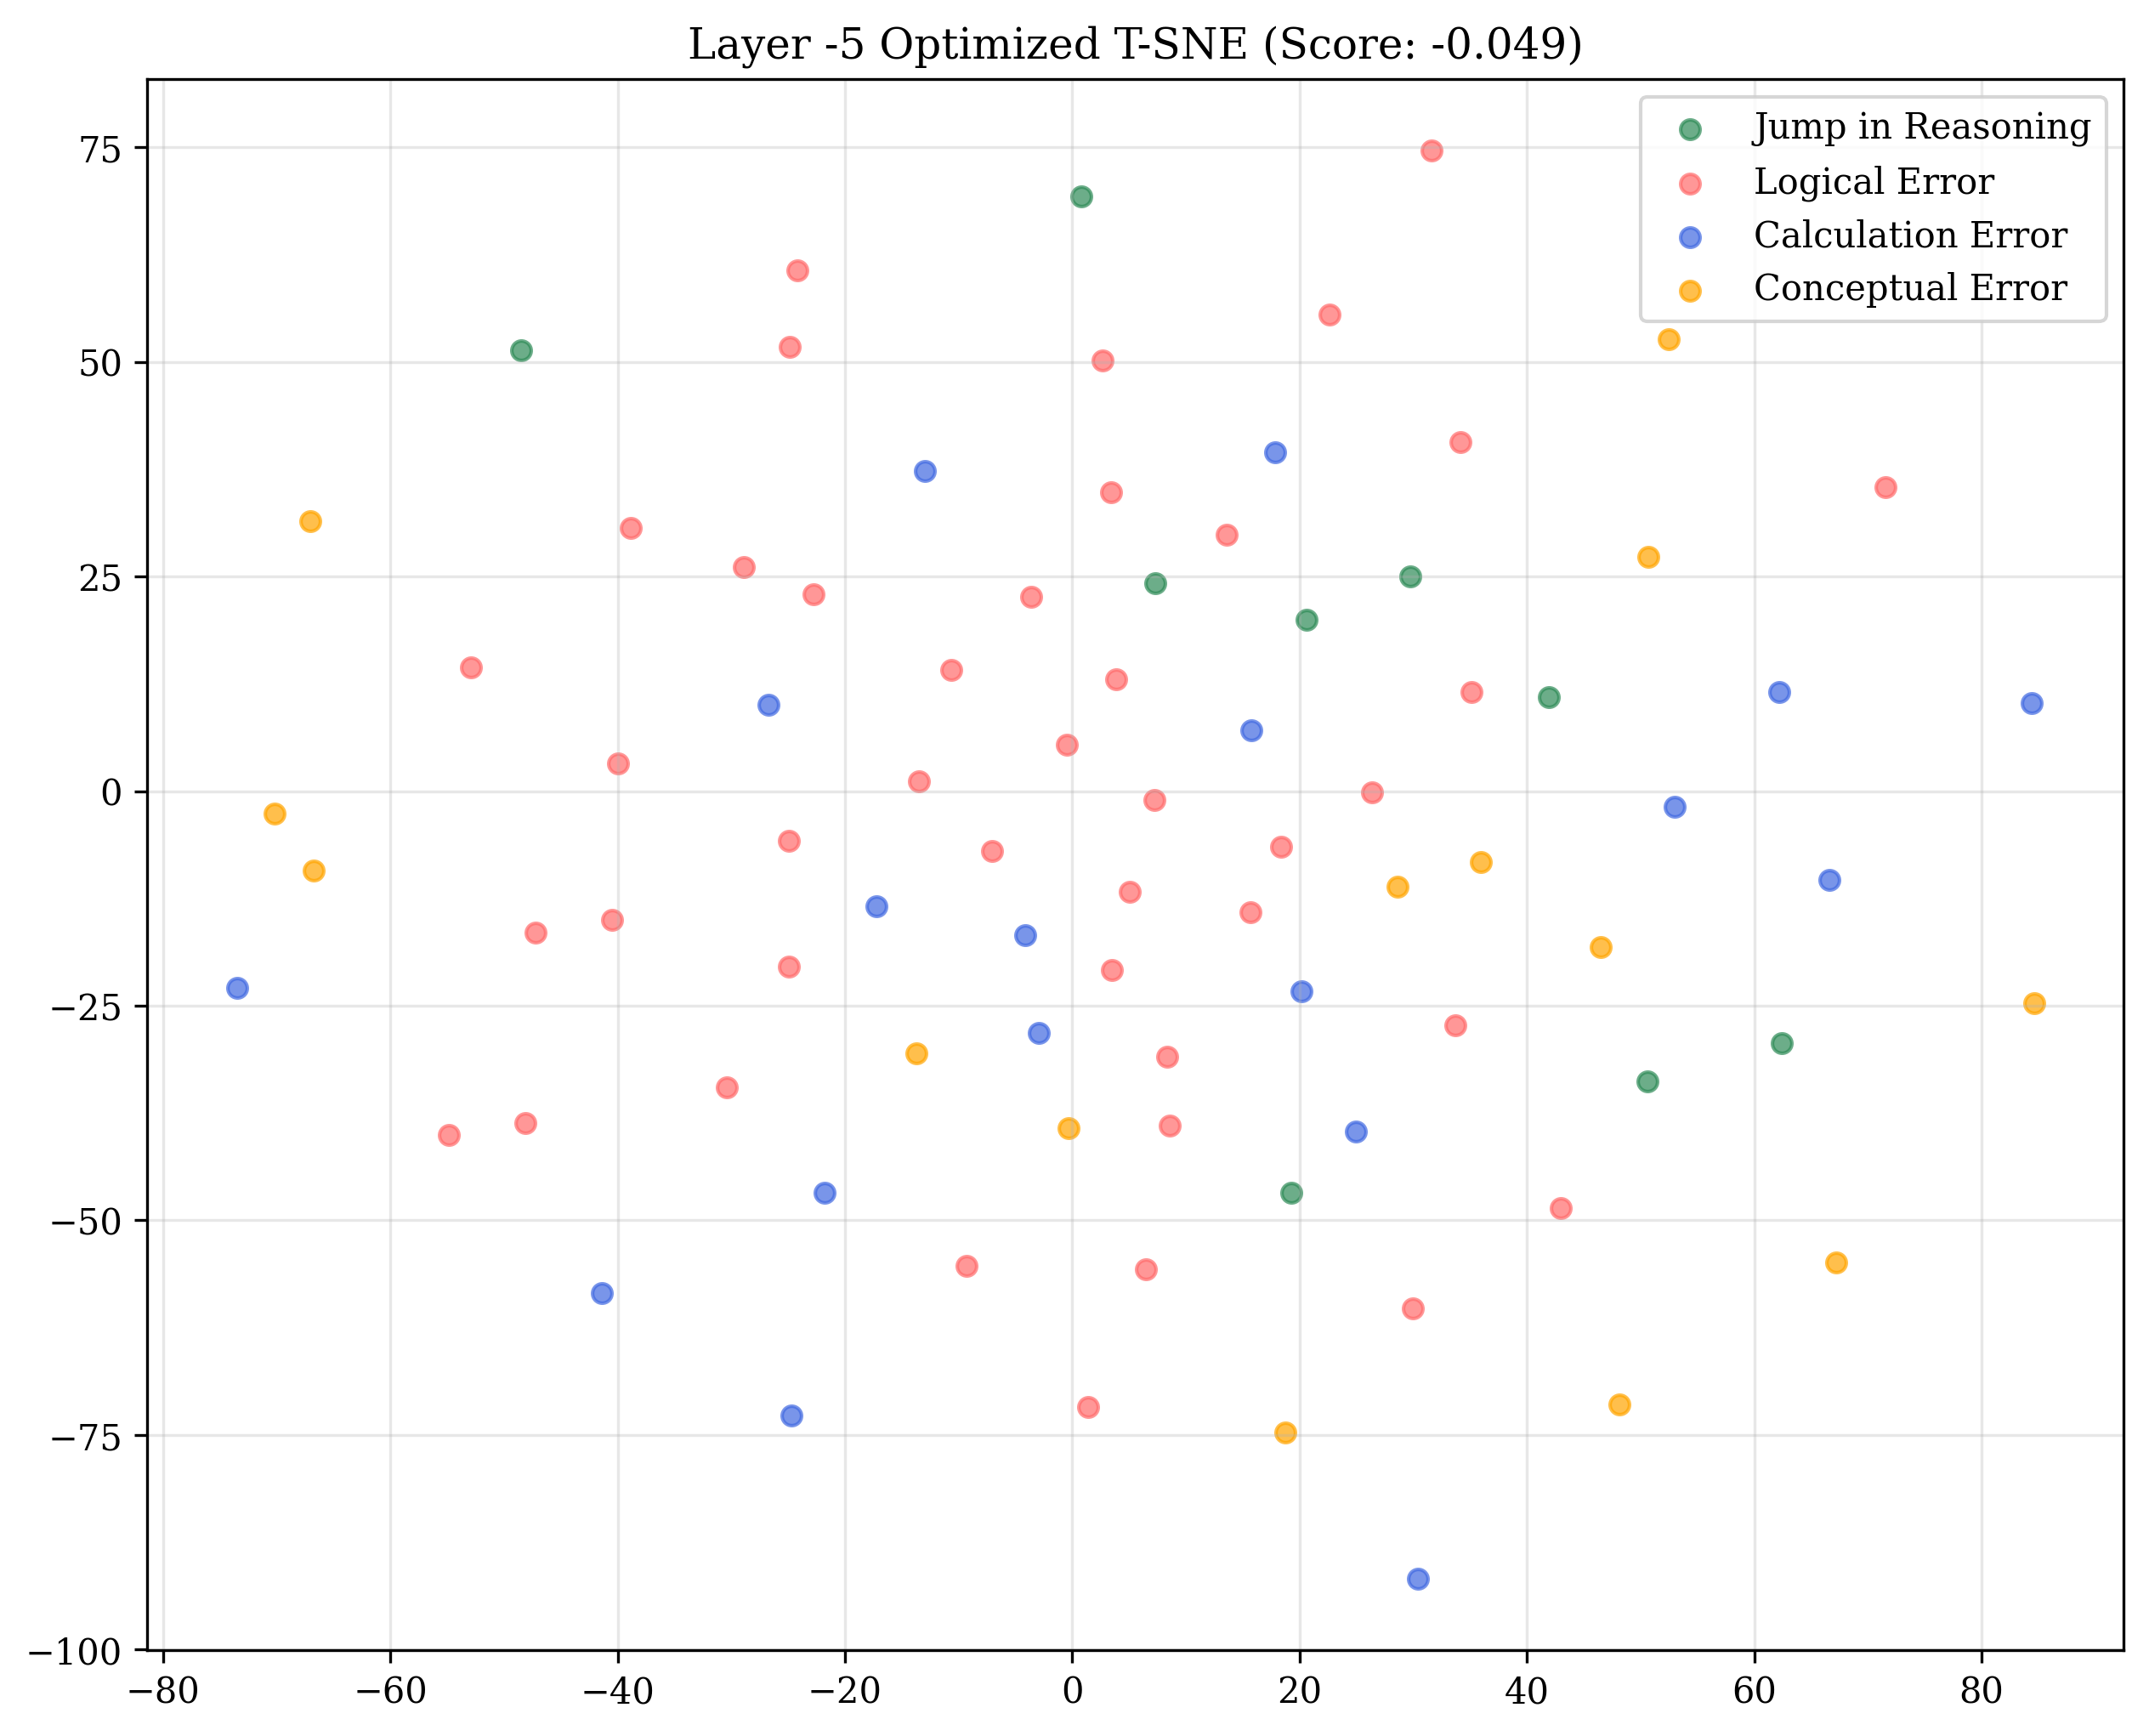 Layer -5 Optimized T-SNE (Score: -0.049)
Jump in Reasoning
Logical Error
Calculation Error
Conceptual Error
75
50
25
0
−25
−50
−75
−100
−80 −60 −40 −20 0 20 40 60 80